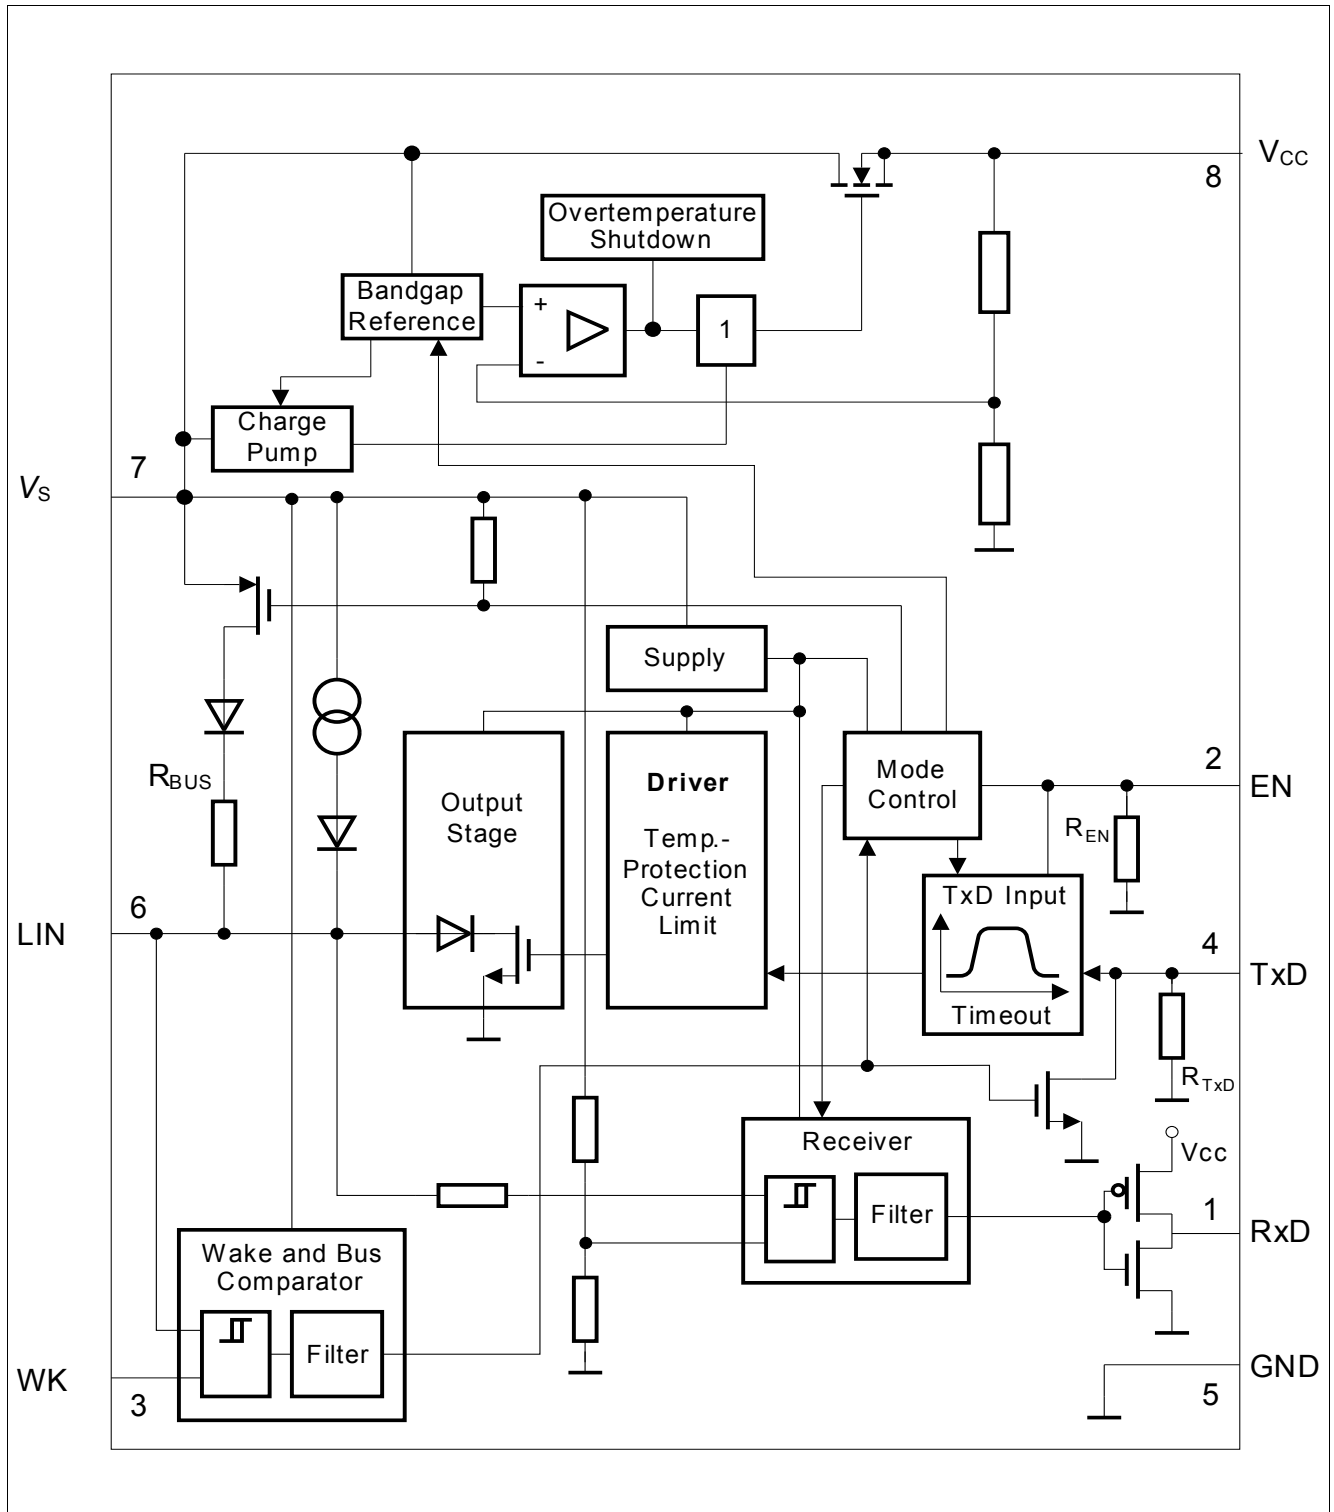 V_CC
8
Overtemperature
Shutdown
Bandgap
Reference
+
-
1
Charge
Pump
7
V_S
Supply
R_BUS
Output
Stage
Driver
Temp.-
Protection
Current
Limit
Mode
Control
2
EN
R_EN
TxD Input
Timeout
6
LIN
4
TxD
R_TxD
Receiver
Filter
Vcc
1
RxD
Wake and Bus
Comparator
Filter
WK
3
GND
5